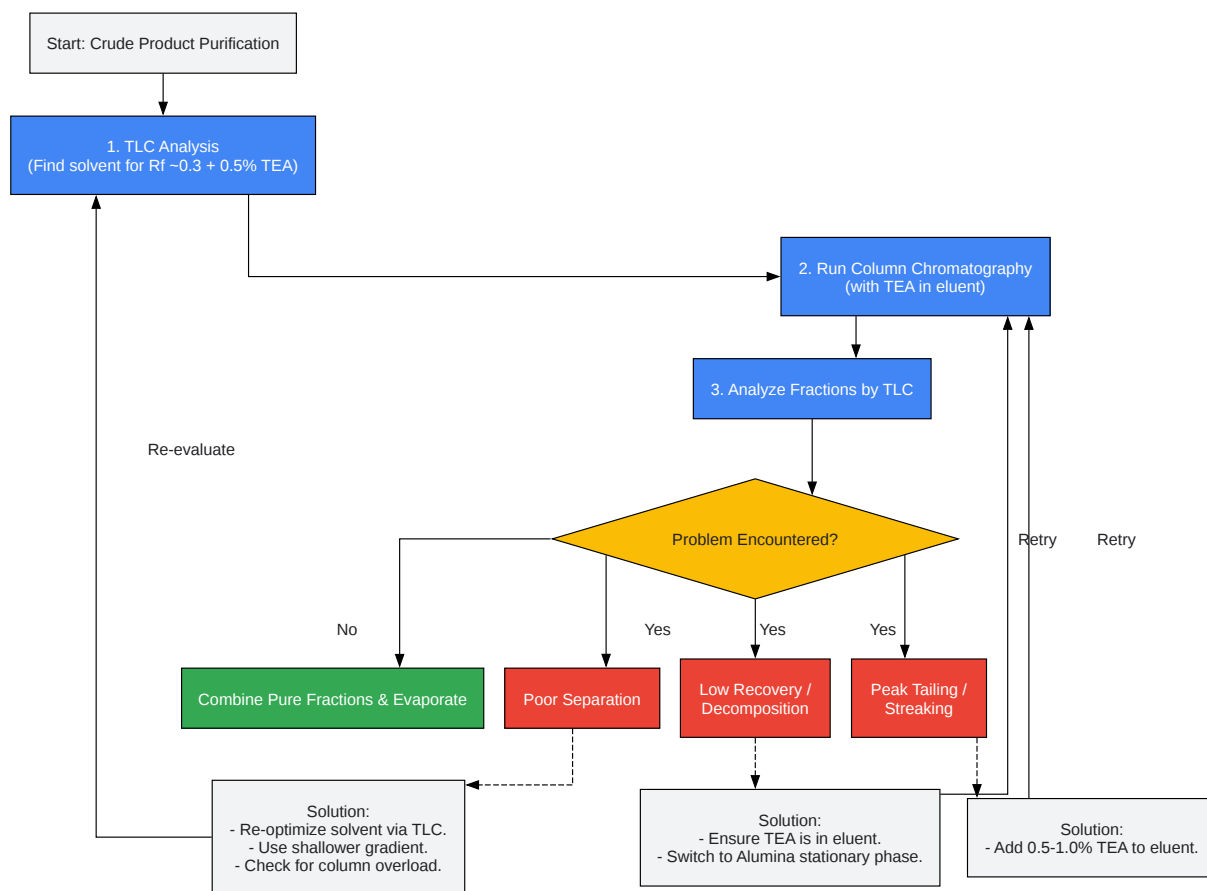 Start: Crude Product Purification
1. TLC Analysis
(Find solvent for Rf ~0.3 + 0.5% TEA)
2. Run Column Chromatography
(with TEA in eluent)
3. Analyze Fractions by TLC
Re-evaluate
Problem Encountered?
Retry
Retry
No
Yes
Yes
Yes
Combine Pure Fractions & Evaporate
Poor Separation
Low Recovery /
Decomposition
Peak Tailing /
Streaking
Solution:
- Re-optimize solvent via TLC.
- Use shallower gradient.
- Check for column overload.
Solution:
- Ensure TEA is in eluent.
- Switch to Alumina stationary phase.
Solution:
- Add 0.5-1.0% TEA to eluent.